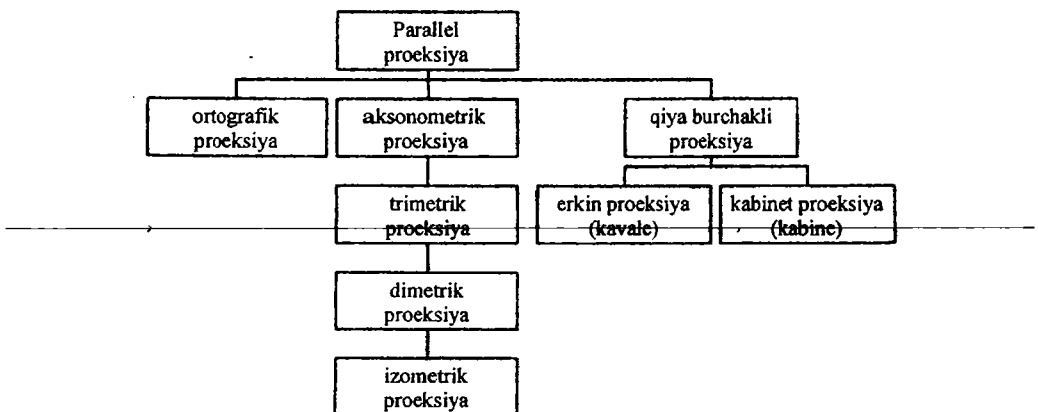 Parallel
proeksiya
ortografik
proeksiya
aksonometrik
proeksiya
qiya burchakli
proeksiya
trimetrik
proeksiya
erkin proeksiya
(kavale)
kabinet proeksiya
(kabine)
dimetrik
proeksiya
izometrik
proeksiya